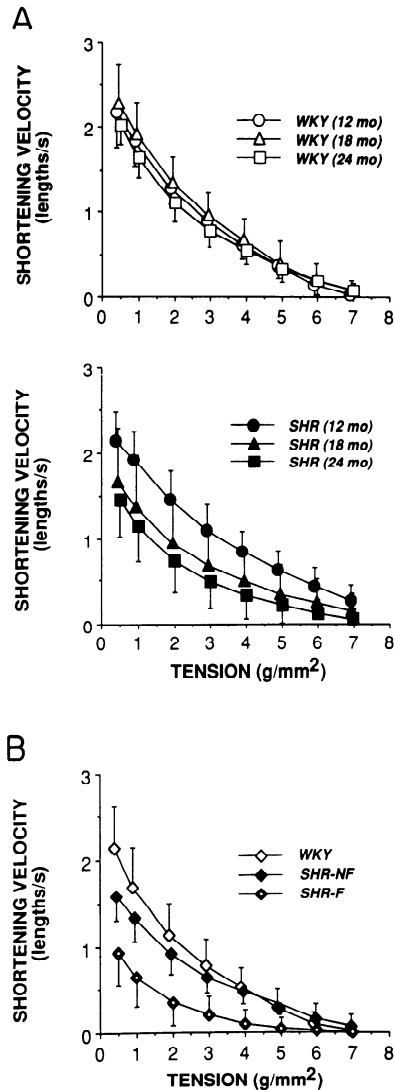 A
3
2
1
0
SHORTENING VELOCITY
(lengths/s)
WKY (12 mo)
WKY (18 mo)
WKY (24 mo)
0 1 2 3 4 5 6 7 8
3
2
1
0
SHORTENING VELOCITY
(lengths/s)
SHR (12 mo)
SHR (18 mo)
SHR (24 mo)
0 1 2 3 4 5 6 7 8
TENSION (g/mm²)
B
3
2
1
0
SHORTENING VELOCITY
(lengths/s)
WKY
SHR-NF
SHR-F
0 1 2 3 4 5 6 7 8
TENSION (g/mm²)